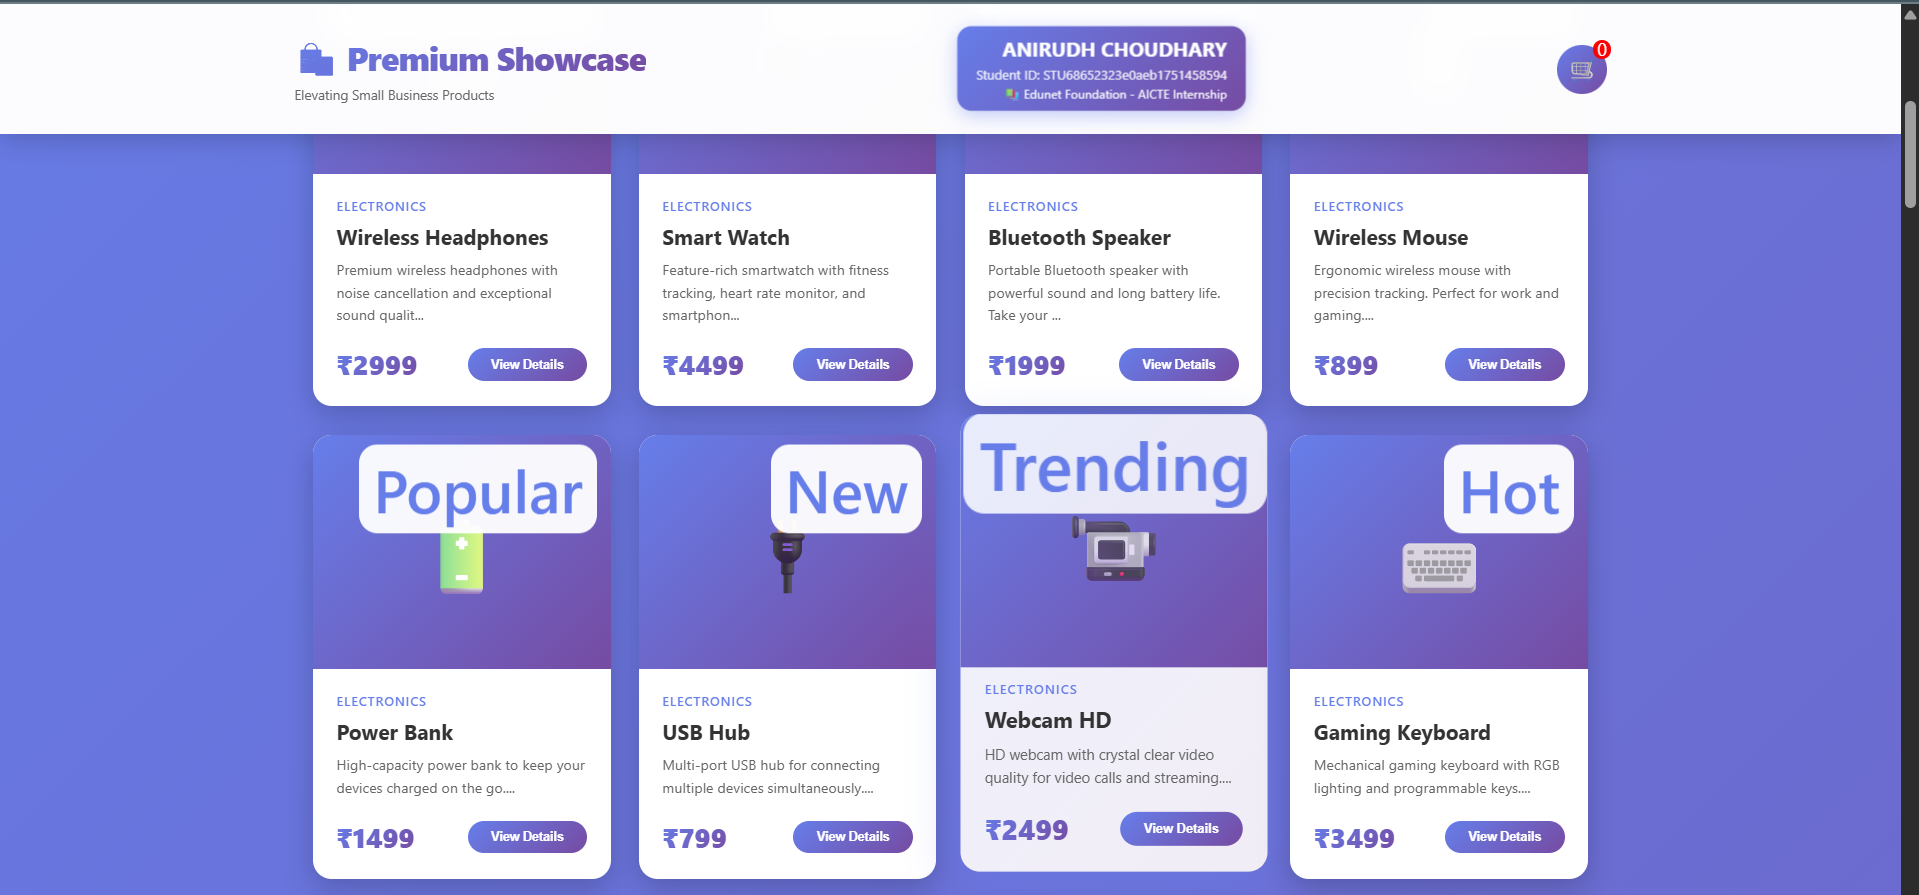 Premium Showcase
Elevating Small Business Products
ANIRUDH CHOUDHARY
Student ID: STU68652323e0aeb1751458594
Edunet Foundation - AICTE Internship
0
ELECTRONICS
Wireless Headphones
Premium wireless headphones with
noise cancellation and exceptional
sound qualit...
₹2999
View Details
ELECTRONICS
Smart Watch
Feature-rich smartwatch with fitness
tracking, heart rate monitor, and
smartphon...
₹4499
View Details
ELECTRONICS
Bluetooth Speaker
Portable Bluetooth speaker with
powerful sound and long battery life.
Take your ...
₹1999
View Details
ELECTRONICS
Wireless Mouse
Ergonomic wireless mouse with
precision tracking. Perfect for work and
gaming....
₹899
View Details
Popular
ELECTRONICS
Power Bank
High-capacity power bank to keep your
devices charged on the go....
₹1499
View Details
New
ELECTRONICS
USB Hub
Multi-port USB hub for connecting
multiple devices simultaneously....
₹799
View Details
Trending
ELECTRONICS
Webcam HD
HD webcam with crystal clear video
quality for video calls and streaming....
₹2499
View Details
Hot
ELECTRONICS
Gaming Keyboard
Mechanical gaming keyboard with RGB
lighting and programmable keys....
₹3499
View Details